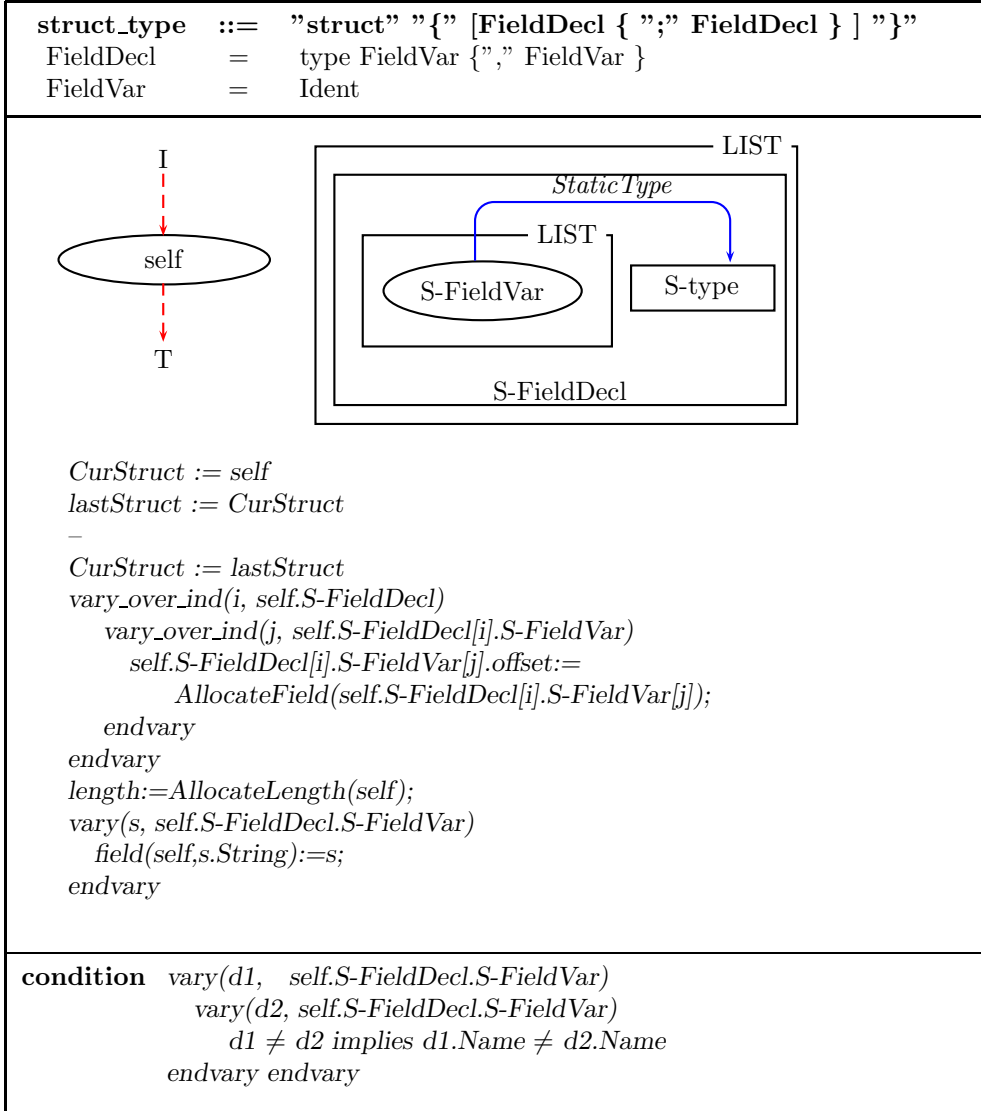 struct_type ::= ”struct” ”{” [FieldDecl { ”;” FieldDecl } ] ”}”
FieldDecl = type FieldVar {”,” FieldVar }
FieldVar = Ident
I
self
T
LIST
StaticType
LIST
S-FieldVar
S-type
S-FieldDecl
CurStruct := self
lastStruct := CurStruct
–
CurStruct := lastStruct
vary_over_ind(i, self.S-FieldDecl)
vary_over_ind(j, self.S-FieldDecl[i].S-FieldVar)
self.S-FieldDecl[i].S-FieldVar[j].offset:=
AllocateField(self.S-FieldDecl[i].S-FieldVar[j]);
endvary
endvary
length:=AllocateLength(self);
vary(s, self.S-FieldDecl.S-FieldVar)
field(self,s.String):=s;
endvary
condition vary(d1, self.S-FieldDecl.S-FieldVar)
vary(d2, self.S-FieldDecl.S-FieldVar)
d1 ≠ d2 implies d1.Name ≠ d2.Name
endvary endvary